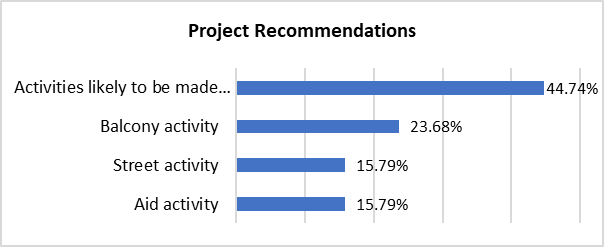 Project Recommendations
Activities likely to be made... 44.74%
Balcony activity 23.68%
Street activity 15.79%
Aid activity 15.79%